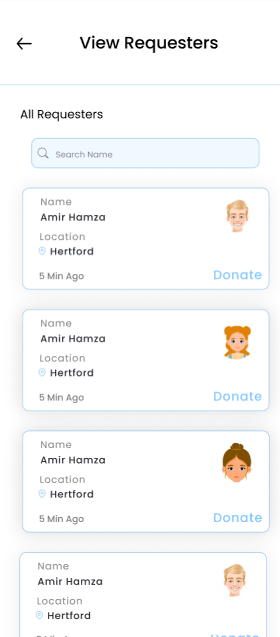 View Requesters
All Requesters
Search Name
Name
Amir Hamza
Location
Hertford
5 Min Ago
Donate
Name
Amir Hamza
Location
Hertford
5 Min Ago
Donate
Name
Amir Hamza
Location
Hertford
5 Min Ago
Donate
Name
Amir Hamza
Location
Hertford